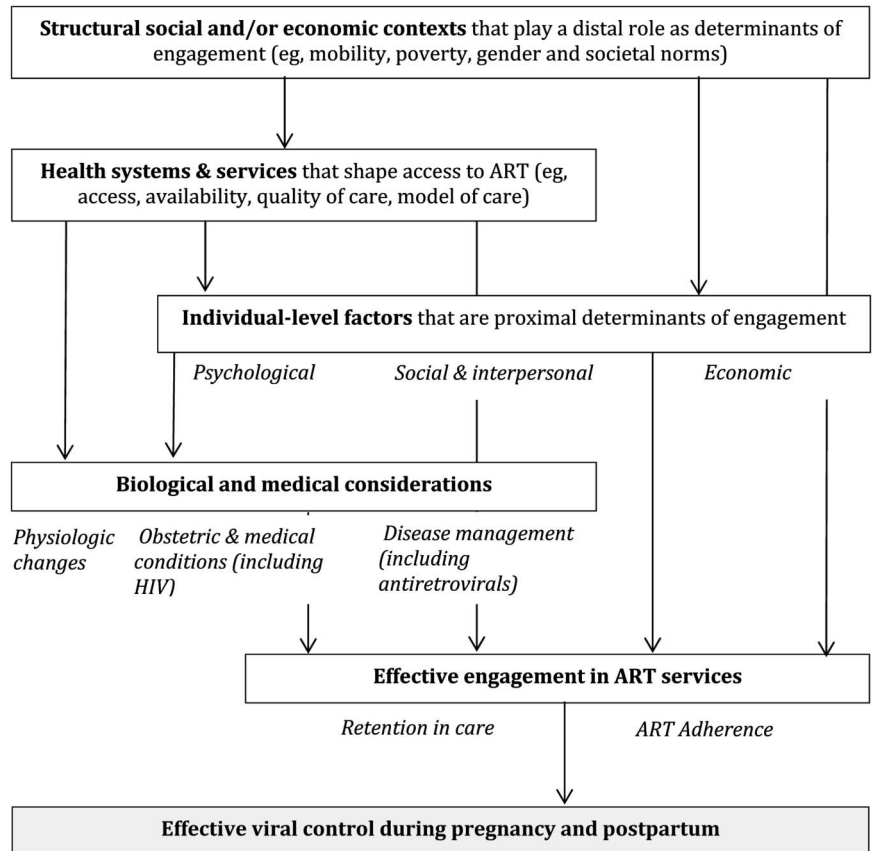 Structural social and/or economic contexts that play a distal role as determinants of
engagement (eg, mobility, poverty, gender and societal norms)
Health systems & services that shape access to ART (eg,
access, availability, quality of care, model of care)
Individual-level factors that are proximal determinants of engagement
Psychological
Social & interpersonal
Economic
Biological and medical considerations
Physiologic
changes
Obstetric & medical
conditions (including
HIV)
Disease management
(including
antiretrovirals)
Effective engagement in ART services
Retention in care
ART Adherence
Effective viral control during pregnancy and postpartum